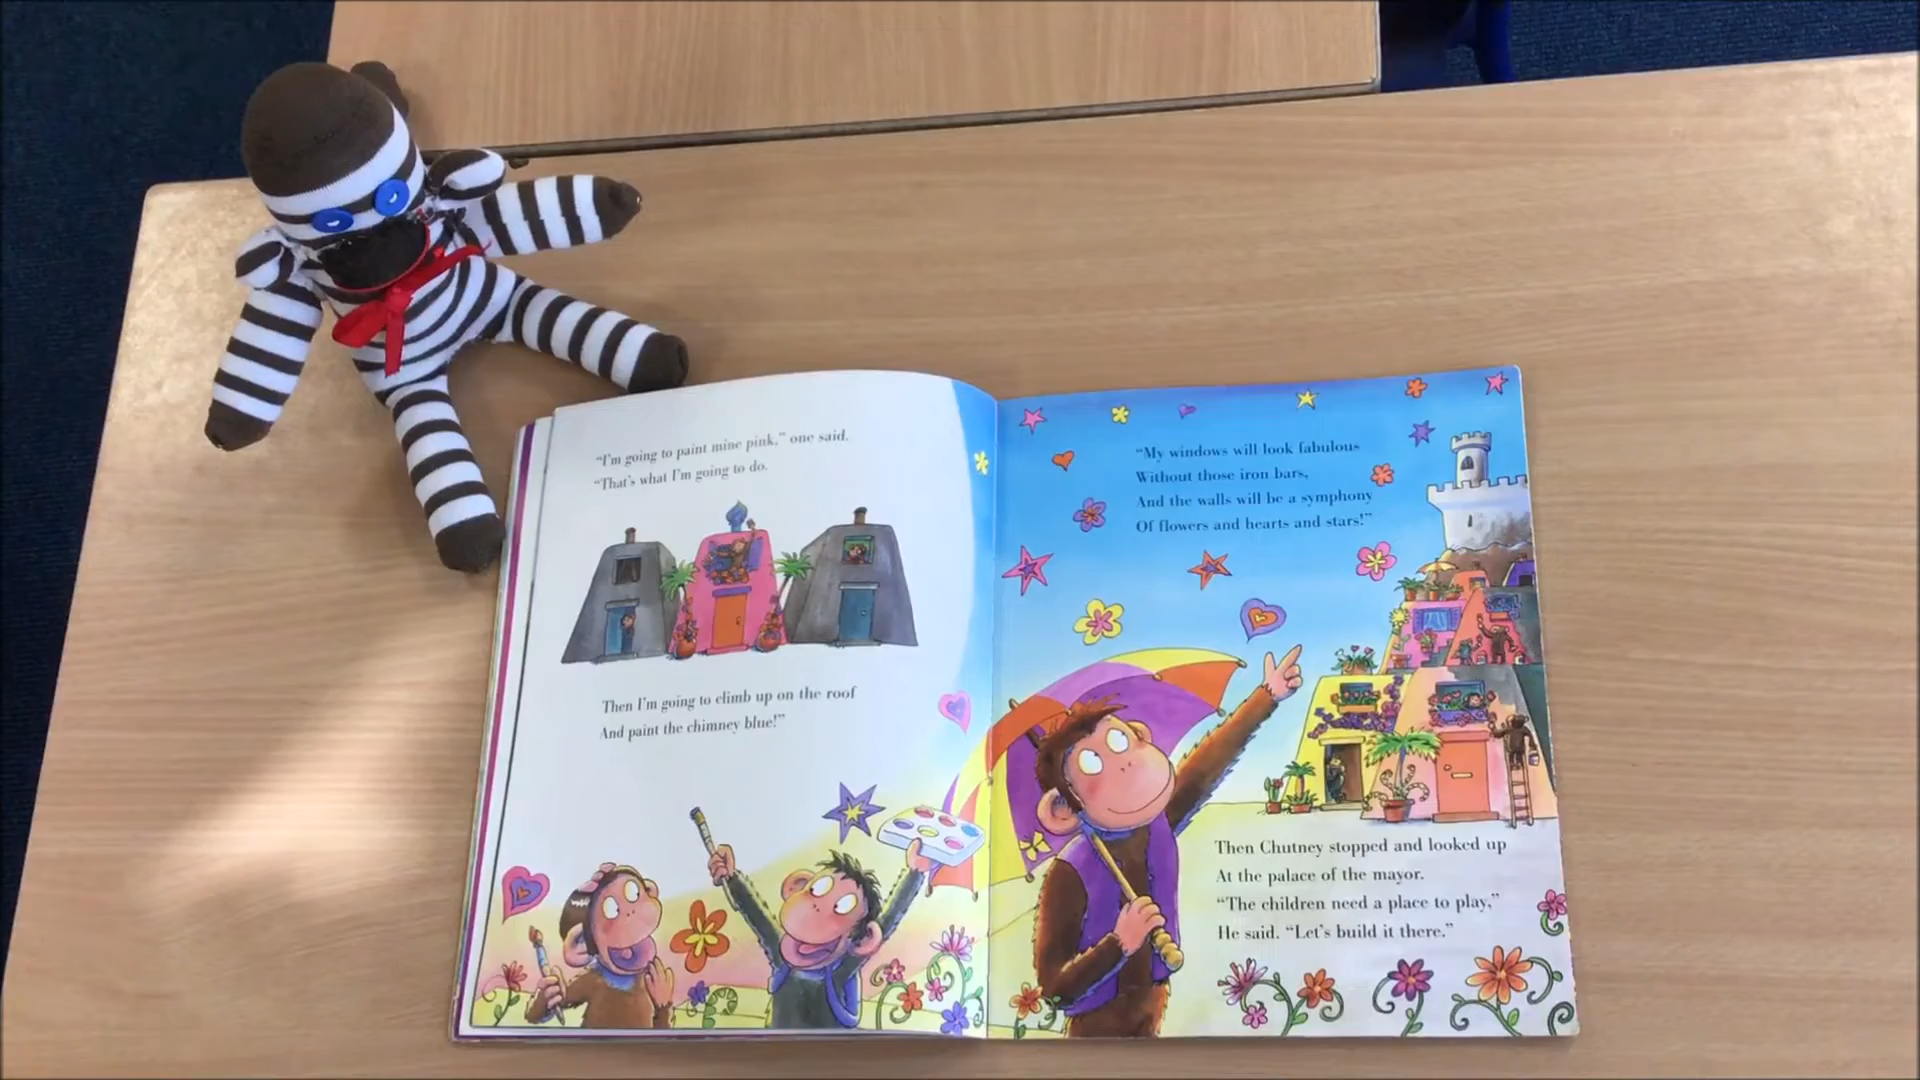 “I'm going to paint mine pink,” one said.
“That's what I'm going to do.
Then I'm going to climb up on the roof
And paint the chimney blue!”
“My windows will look fabulous
Without those iron bars,
And the walls will be a symphony
Of flowers and hearts and stars!”
Then Chutney stopped and looked up
At the palace of the mayor.
“The children need a place to play,”
He said. “Let's build it there.”